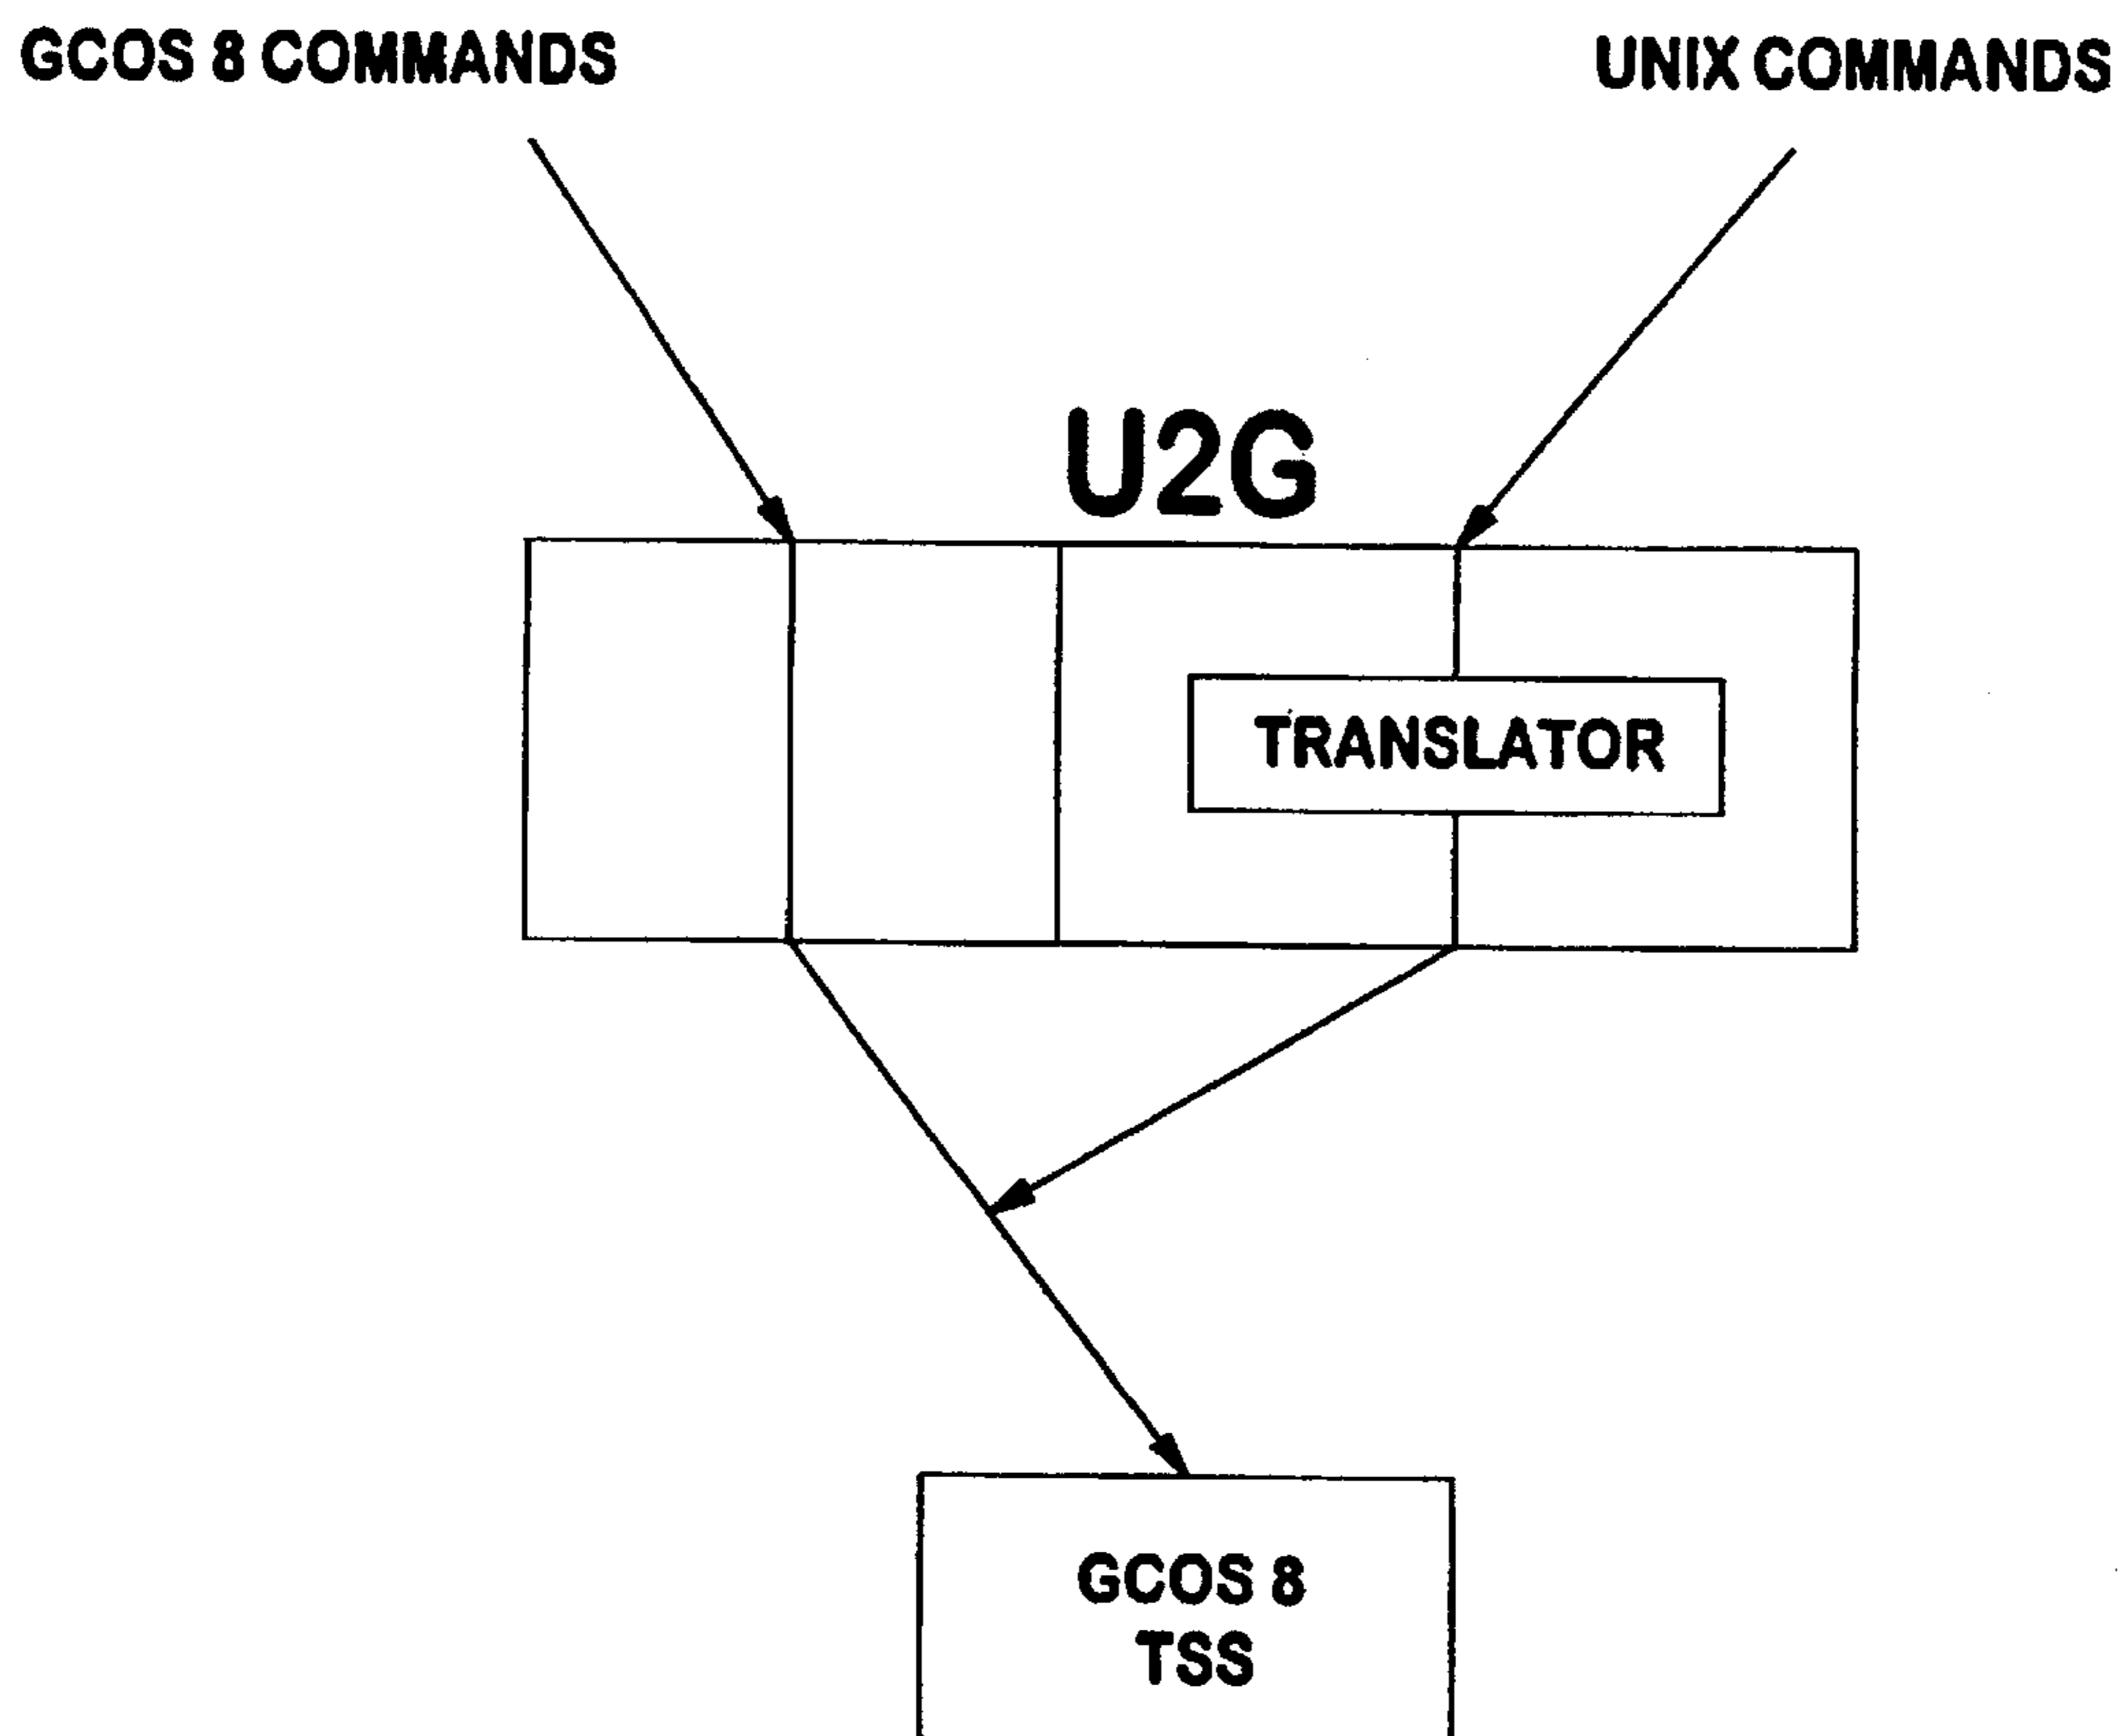 GCOS 8 COMMANDS
UNIX COMMANDS
U2G
TRANSLATOR
GCOS 8
TSS